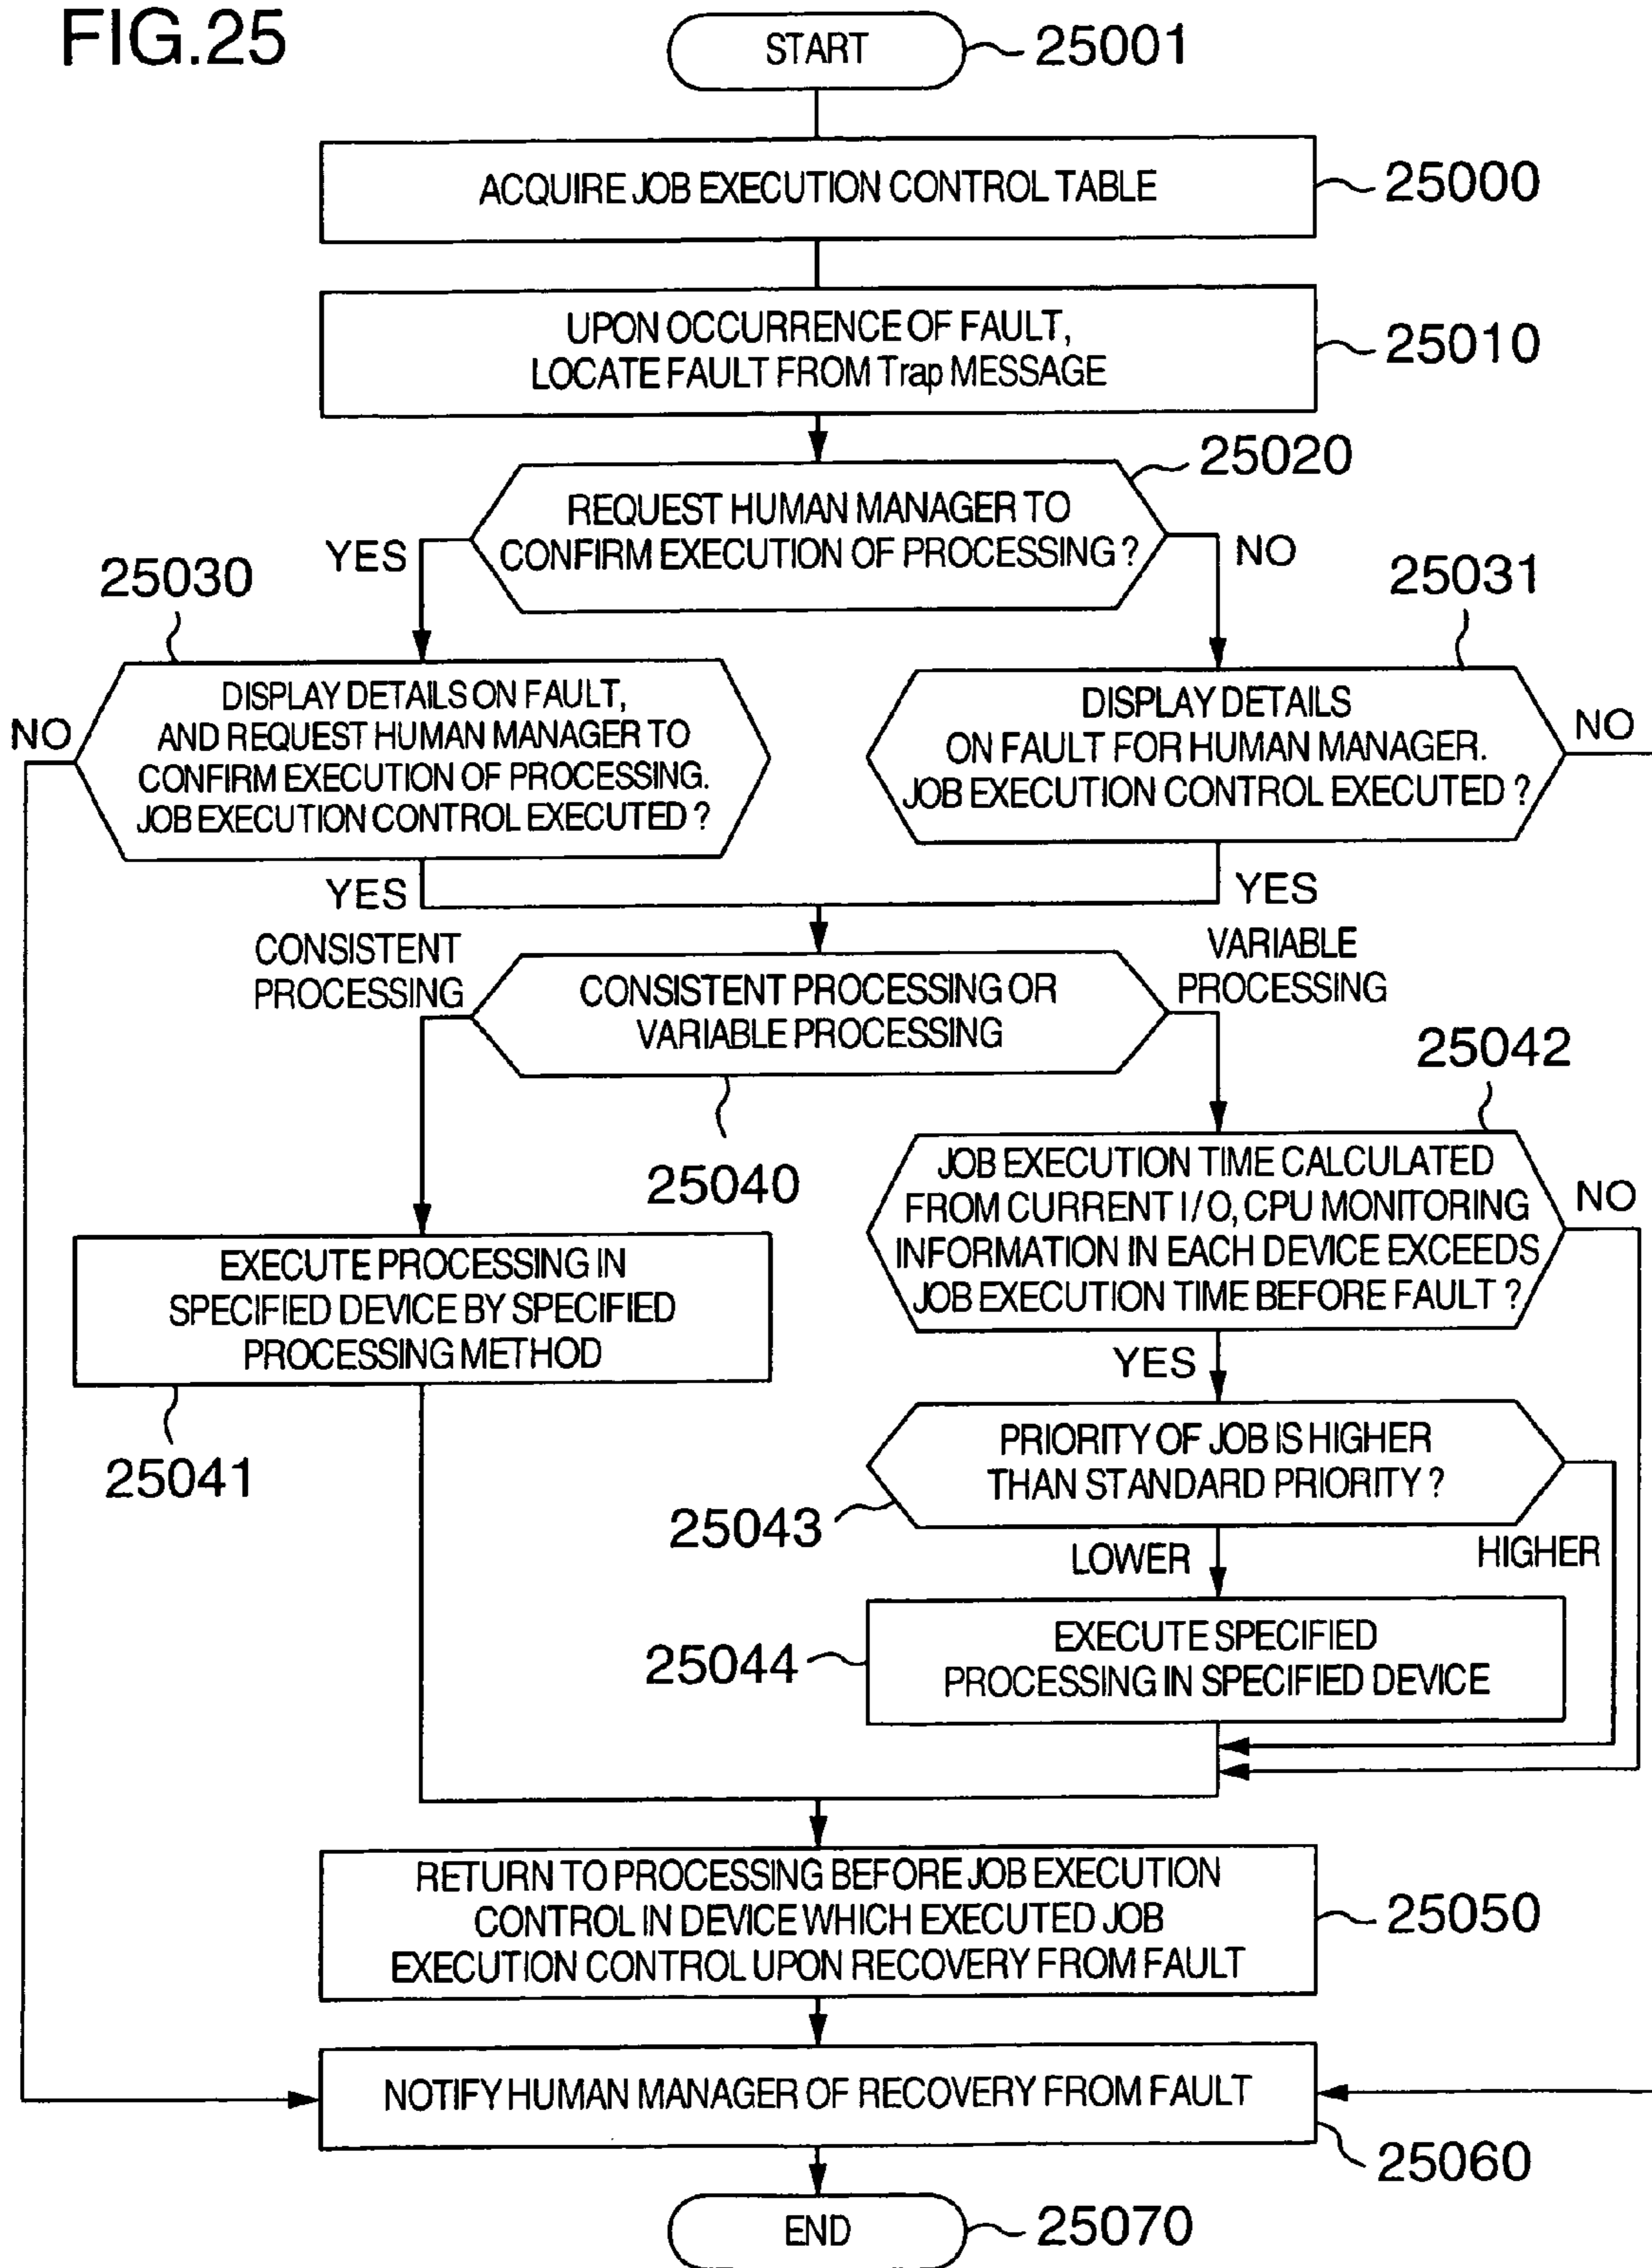 FIG.25
START
25001
ACQUIRE JOB EXECUTION CONTROL TABLE
25000
UPON OCCURRENCE OF FAULT,
LOCATE FAULT FROM Trap MESSAGE
25010
25020
REQUEST HUMAN MANAGER TO
CONFIRM EXECUTION OF PROCESSING ?
YES
NO
25030
25031
DISPLAY DETAILS ON FAULT,
AND REQUEST HUMAN MANAGER TO
CONFIRM EXECUTION OF PROCESSING.
JOB EXECUTION CONTROL EXECUTED ?
NO
DISPLAY DETAILS
ON FAULT FOR HUMAN MANAGER.
JOB EXECUTION CONTROL EXECUTED ?
NO
YES
YES
CONSISTENT
PROCESSING
VARIABLE
PROCESSING
CONSISTENT PROCESSING OR
VARIABLE PROCESSING
25040
25042
JOB EXECUTION TIME CALCULATED
FROM CURRENT I/O, CPU MONITORING
INFORMATION IN EACH DEVICE EXCEEDS
JOB EXECUTION TIME BEFORE FAULT ?
NO
EXECUTE PROCESSING IN
SPECIFIED DEVICE BY SPECIFIED
PROCESSING METHOD
25041
YES
PRIORITY OF JOB IS HIGHER
THAN STANDARD PRIORITY ?
25043
LOWER
HIGHER
EXECUTE SPECIFIED
PROCESSING IN SPECIFIED DEVICE
25044
RETURN TO PROCESSING BEFORE JOB EXECUTION
CONTROL IN DEVICE WHICH EXECUTED JOB
EXECUTION CONTROL UPON RECOVERY FROM FAULT
25050
NOTIFY HUMAN MANAGER OF RECOVERY FROM FAULT
25060
END
25070